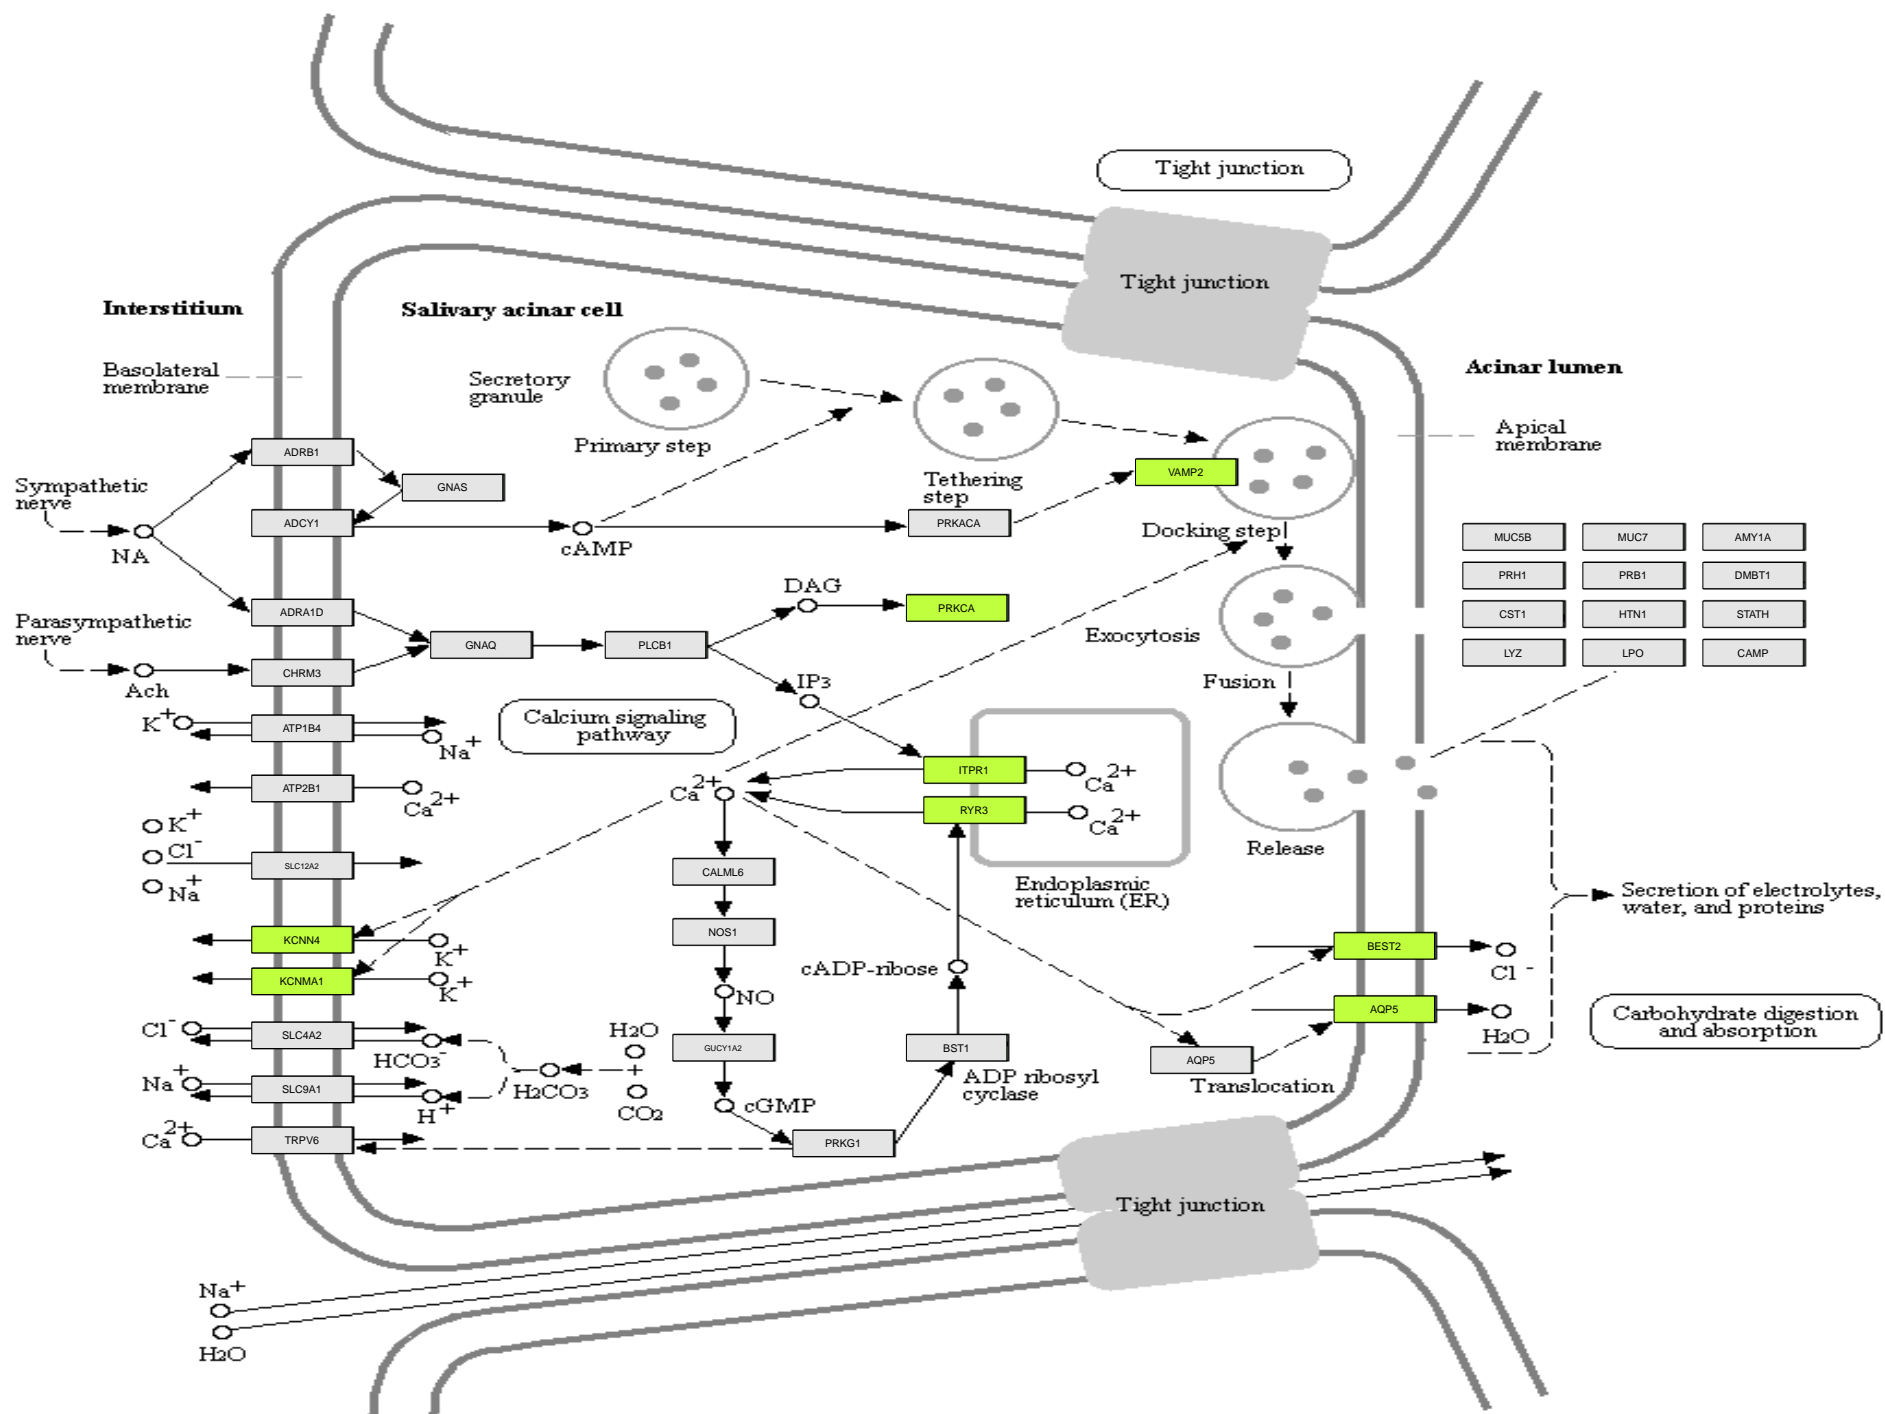 Tight junction
Tight junction
Interstitium
Salivary acinar cell
Basolateral
membrane
Secretory
granule
Primary step
Tethering
step
Acinar lumen
Apical
membrane
ADRB1
GNAS
VAMP2
Sympathetic
nerve
NA
ADCY1
cAMP
PRKACA
Docking step
MUC5B
MUC7
AMY1A
PRH1
PRB1
DMBT1
CST1
HTN1
STATH
LYZ
LPO
CAMP
DAG
PRKCA
ADRA1D
Parasympathetic
nerve
Ach
CHRM3
GNAQ
PLCB1
IP3
Exocytosis
Fusion
Release
K+
ATP1B4
Na+
Calcium signaling
pathway
ATP2B1
Ca2+
Ca2+
ITPR1
Ca2+
RYR3
Ca2+
K+
Cl-
Na+
SLC12A2
CALML6
Endoplasmic
reticulum (ER)
Secretion of electrolytes,
water, and proteins
KCNN4
K+
NOS1
BEST2
Cl -
KCNMA1
K+
NO
cADP-ribose
AQP5
H2O
Carbohydrate digestion
and absorption
Cl-
SLC4A2
HCO3-
H2O
+
CO2
H2CO3
GUCY1A2
BST1
ADP ribosyl
cyclase
AQP5
Translocation
Na+
SLC9A1
H+
cGMP
Ca2+
TRPV6
PRKG1
Tight junction
Na+
H2O